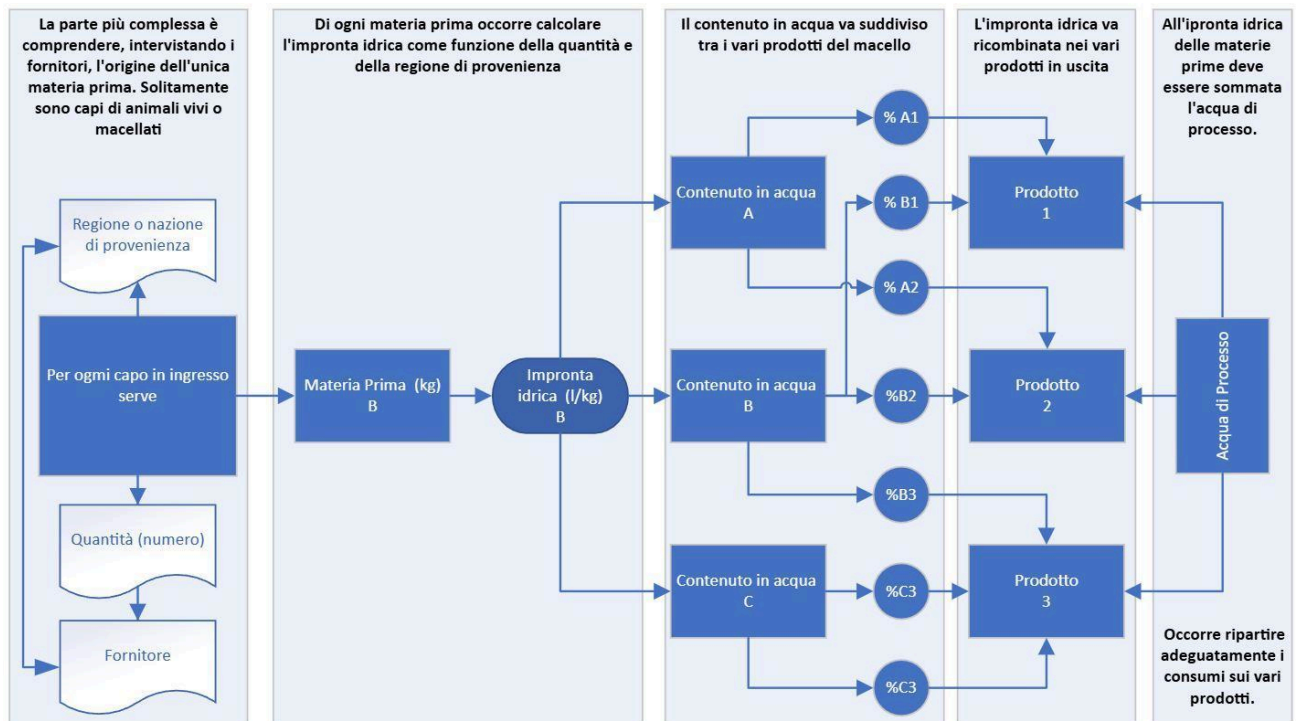 La parte più complessa è
comprendere, intervistando i
fornitori, l'origine dell'unica
materia prima. Solitamente
sono capi di animali vivi o
macellati
Regione o nazione
di provenienza
Per ogmi capo in ingresso
serve
Quantità (numero)
Fornitore
Di ogni materia prima occorre calcolare
l'impronta idrica come funzione della quantità e
della regione di provenienza
Materia Prima (kg)
B
Impronta
idrica (l/kg)
B
Il contenuto in acqua va suddiviso
tra i vari prodotti del macello
Contenuto in acqua
A
Contenuto in acqua
B
Contenuto in acqua
C
% A1
% B1
% A2
%B2
%B3
%C3
%C3
L'impronta idrica va
ricombinata nei vari
prodotti in uscita
Prodotto
1
Prodotto
2
Prodotto
3
All'ipronta idrica
delle materie
prime deve
essere sommata
l'acqua di
processo.
Acqua di Processo
Occorre ripartire
adeguatamente i
consumi sui vari
prodotti.